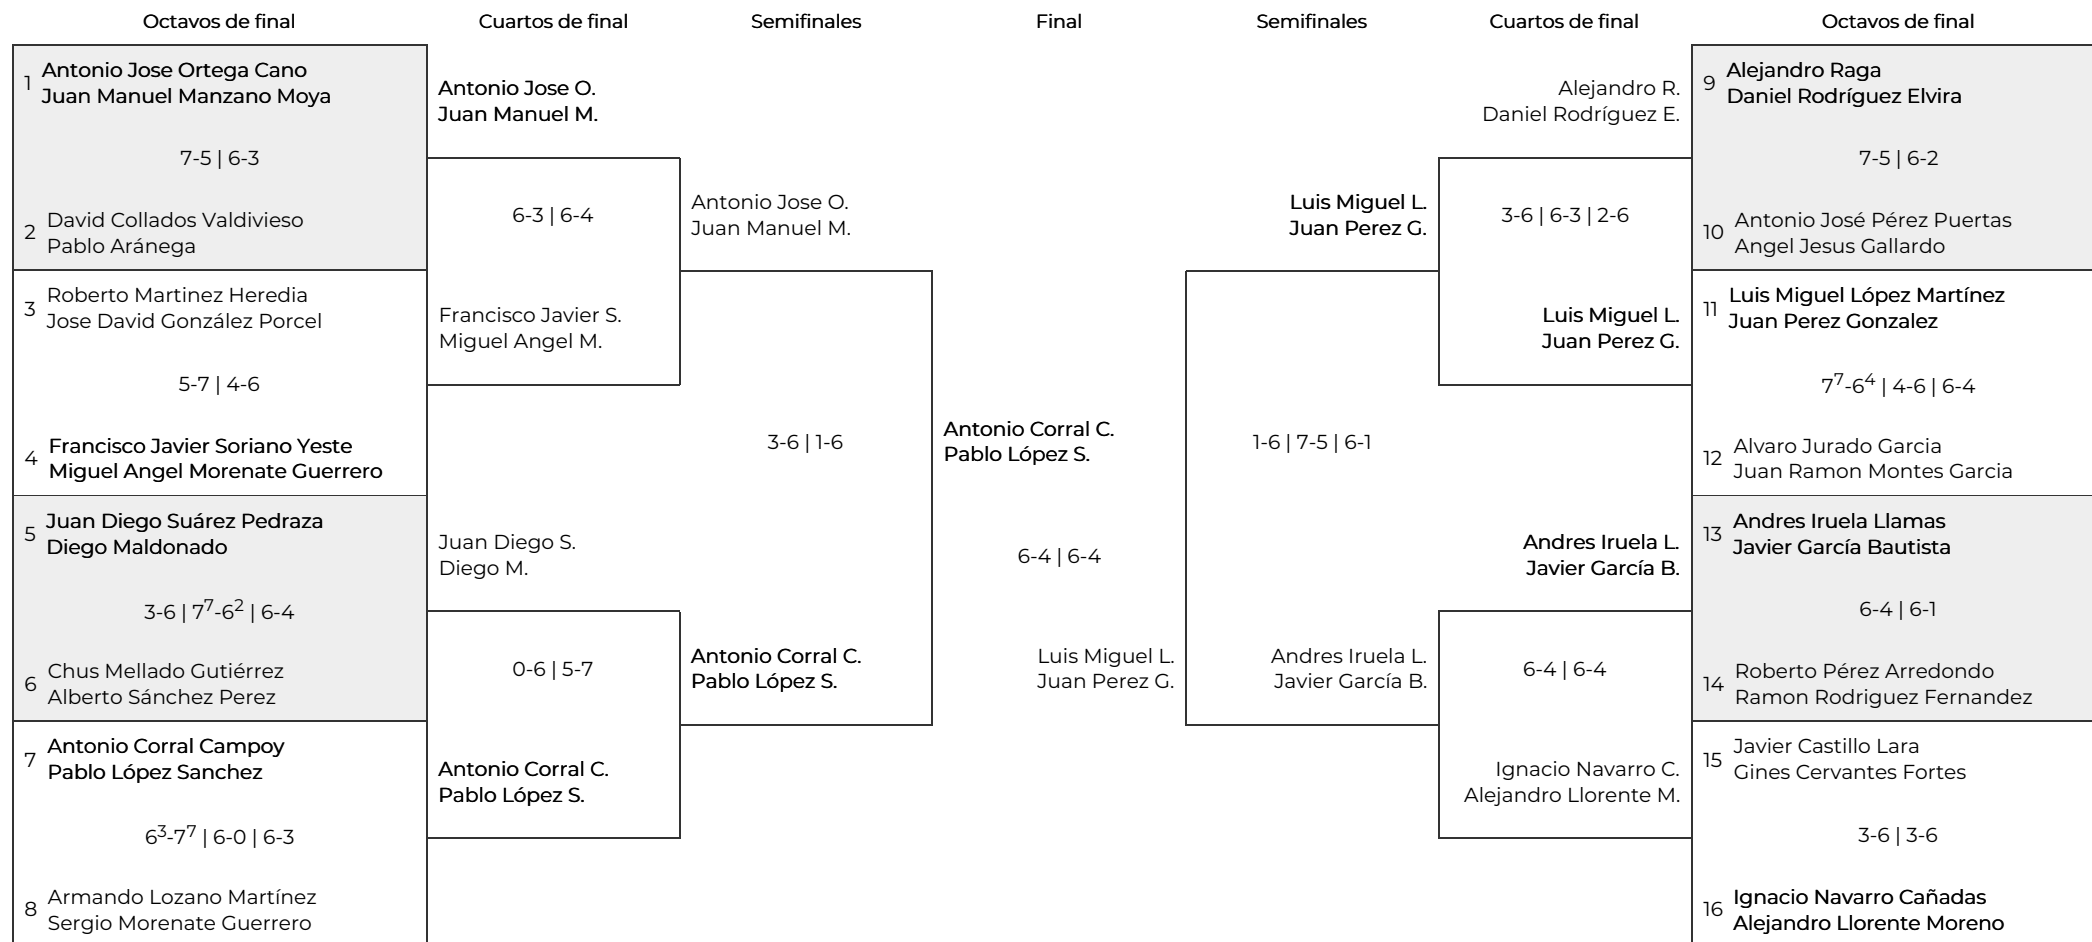 Octavos de final
Cuartos de final
Semifinales
Final
Semifinales
Cuartos de final
Octavos de final
1
Antonio Jose Ortega Cano
Juan Manuel Manzano Moya
7-5 | 6-3
2
David Collados Valdivieso
Pablo Aránega
3
Roberto Martinez Heredia
Jose David González Porcel
5-7 | 4-6
4
Francisco Javier Soriano Yeste
Miguel Angel Morenate Guerrero
5
Juan Diego Suárez Pedraza
Diego Maldonado
3-6 | 7⁷-6² | 6-4
6
Chus Mellado Gutiérrez
Alberto Sánchez Perez
7
Antonio Corral Campoy
Pablo López Sanchez
6³-7⁷ | 6-0 | 6-3
8
Armando Lozano Martínez
Sergio Morenate Guerrero
Antonio Jose O.
Juan Manuel M.
6-3 | 6-4
Francisco Javier S.
Miguel Angel M.
Juan Diego S.
Diego M.
0-6 | 5-7
Antonio Corral C.
Pablo López S.
Antonio Jose O.
Juan Manuel M.
3-6 | 1-6
Antonio Corral C.
Pablo López S.
Antonio Corral C.
Pablo López S.
6-4 | 6-4
Luis Miguel L.
Juan Perez G.
Luis Miguel L.
Juan Perez G.
1-6 | 7-5 | 6-1
Andres Iruela L.
Javier García B.
Alejandro R.
Daniel Rodríguez E.
3-6 | 6-3 | 2-6
Luis Miguel L.
Juan Perez G.
Andres Iruela L.
Javier García B.
6-4 | 6-4
Ignacio Navarro C.
Alejandro Llorente M.
9
Alejandro Raga
Daniel Rodríguez Elvira
7-5 | 6-2
10
Antonio José Pérez Puertas
Angel Jesus Gallardo
11
Luis Miguel López Martínez
Juan Perez Gonzalez
7⁷-6⁴ | 4-6 | 6-4
12
Alvaro Jurado Garcia
Juan Ramon Montes Garcia
13
Andres Iruela Llamas
Javier García Bautista
6-4 | 6-1
14
Roberto Pérez Arredondo
Ramon Rodriguez Fernandez
15
Javier Castillo Lara
Gines Cervantes Fortes
3-6 | 3-6
16
Ignacio Navarro Cañadas
Alejandro Llorente Moreno